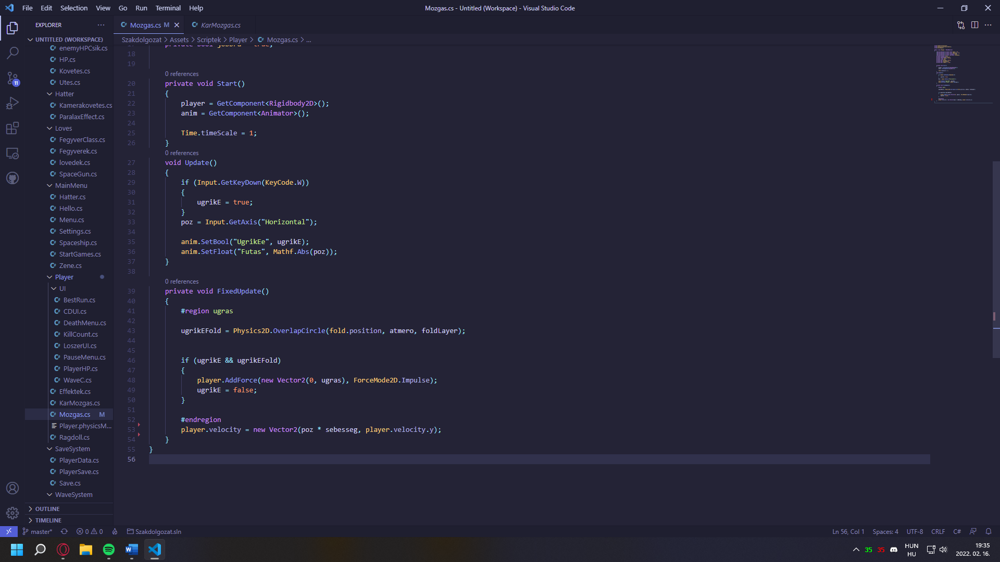 File Edit Selection View Go Run Terminal Help
Mozgas.cs - Untitled (Workspace) - Visual Studio Code
EXPLORER
UNTITLED (WORKSPACE)
enemyHPCsik.cs
HP.cs
Kovetes.cs
Utes.cs
Hatter
Kamerakovetes.cs
ParalaxEffect.cs
Loves
FegyverClass.cs
Fegyverek.cs
lovedek.cs
SpaceGun.cs
MainMenu
Hatter.cs
Hello.cs
Menu.cs
Settings.cs
Spaceship.cs
StartGames.cs
Zene.cs
Player
UI
BestRun.cs
CDUI.cs
DeathMenu.cs
KillCount.cs
LoszerUI.cs
PauseMenu.cs
PlayerHP.cs
WaveC.cs
Effektek.cs
KarMozgas.cs
Mozgas.cs M
Player.physicsM...
Ragdoll.cs
SaveSystem
PlayerData.cs
PlayerSave.cs
Save.cs
WaveSystem
OUTLINE
TIMELINE
11
Mozgas.cs M
KarMozgas.cs
Szakdolgozat > Assets > Scriptek > Player > Mozgas.cs > ...
18
19
0 references
20 private void Start()
21 {
22 player = GetComponent<Rigidbody2D>();
23 anim = GetComponent<Animator>();
24
25 Time.timeScale = 1;
26 }
0 references
27 void Update()
28 {
29 if (Input.GetKeyDown(KeyCode.W))
30 {
31 ugrikE = true;
32 }
33 poz = Input.GetAxis("Horizontal");
34
35 anim.SetBool("UgrikEe", ugrikE);
36 anim.SetFloat("Futas", Mathf.Abs(poz));
37 }
38
0 references
39 private void FixedUpdate()
40 {
41 #region ugras
42
43 ugrikEFold = Physics2D.OverlapCircle(fold.position, atmero, foldLayer);
44
45
46 if (ugrikE && ugrikEFold)
47 {
48 player.AddForce(new Vector2(0, ugras), ForceMode2D.Impulse);
49 ugrikE = false;
50 }
51
52 #endregion
53 player.velocity = new Vector2(poz * sebesseg, player.velocity.y);
54 }
55 }
56
master* 0 0 Szakdolgozat.sln
Ln 56, Col 1 Spaces: 4 UTF-8 CRLF C#
35 35
HUN
HU
19:35
2022. 02. 16.